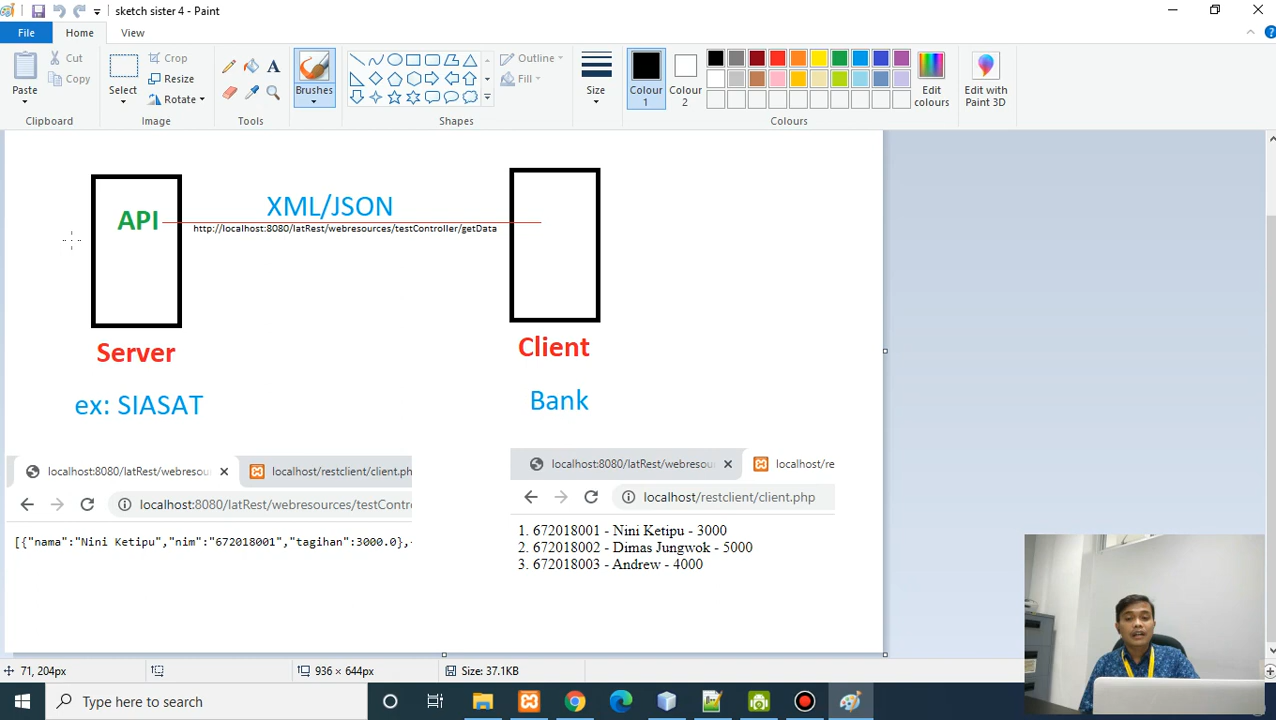 sketch sister 4 - Paint
File Home View
Paste
Cut
Copy
Clipboard
Select
Crop
Resize
Rotate
Image
Tools
Brushes
Shapes
Outline
Fill
Size
Colour 1
Colour 2
Edit colours
Colours
Edit with Paint 3D
API
XML/JSON
http://localhost:8080/latRest/webresources/testController/getData
Server
Client
ex: SIASAT
Bank
localhost:8080/latRest/webresou
localhost/restclient/client.ph
localhost:8080/latRest/webresources/testContr
[{"nama":"Nini Ketipu","nim":"672018001","tagihan":3000.0},
localhost:8080/latRest/webresou
localhost/re
localhost/restclient/client.php
1. 672018001 - Nini Ketipu - 3000
2. 672018002 - Dimas Jungwok - 5000
3. 672018003 - Andrew - 4000
71, 204px
936 × 644px
Size: 37.1KB
Type here to search